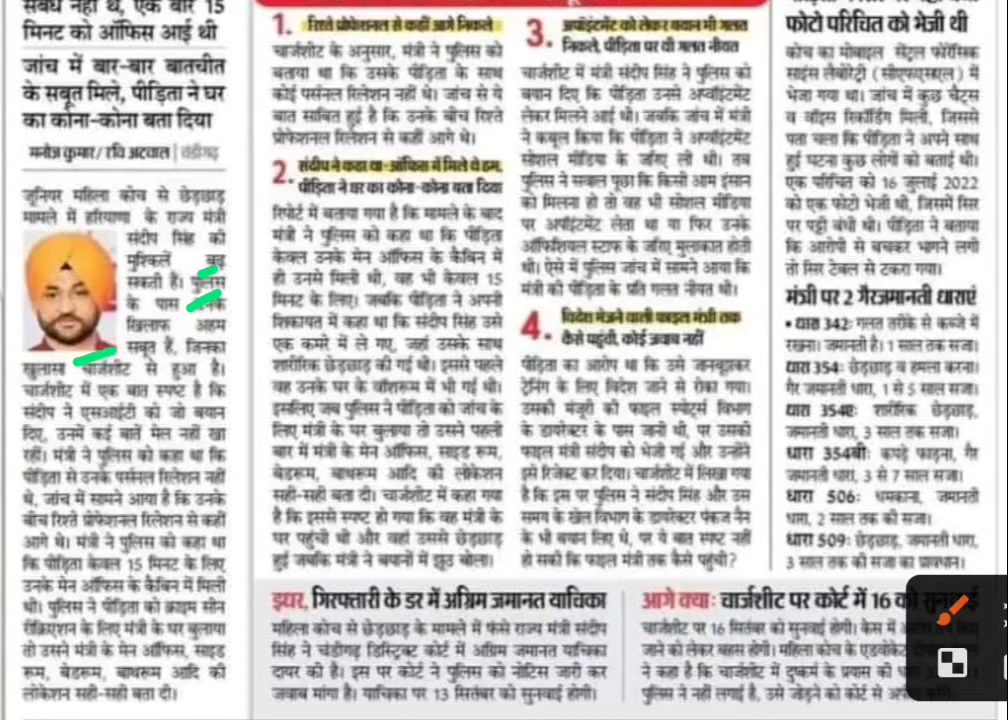 संबंध नहीं थे, एक बार 15
मिनट को ऑफिस आई थी
जांच में बार-बार बातचीत
के सबूत मिले, पीड़िता ने घर
का कोना-कोना बता दिया
मनोज कुमार/ रवि अटवाल | चंडीगढ़
जूनियर महिला कोच से छेड़छाड़
मामले में हरियाणा के राज्य मंत्री
संदीप सिंह की
मुश्किलें बढ़
सकती हैं। पुलिस
के पास उनके
खिलाफ अहम
सबूत हैं, जिनका
खुलासा चार्जशीट से हुआ है।
चार्जशीट में एक बात स्पष्ट है कि
संदीप ने एसआईटी को जो बयान
दिए, उनमें कई बातें मेल नहीं खा
रहीं। मंत्री ने पुलिस को कहा था कि
पीड़िता से उनके पर्सनल रिलेशन नहीं
थे, जांच में सामने आया है कि उनके
बीच रिश्ते प्रोफेशनल रिलेशन से कहीं
आगे थे। मंत्री ने पुलिस को कहा था
कि पीड़िता केवल 15 मिनट के लिए
उनके मेन ऑफिस के कैबिन में मिली
थी। पुलिस ने पीड़िता को क्राइम सीन
रीक्रिएशन के लिए मंत्री के घर बुलाया
तो उसने मंत्री के मेन ऑफिस, साइड
रूम, बेडरूम, बाथरूम आदि की
लोकेशन सही-सही बता दी।
1. रिश्ते प्रोफेशनल से कहीं आगे निकले
चार्जशीट के अनुसार, मंत्री ने पुलिस को
बताया था कि उसके पीड़िता के साथ
कोई पर्सनल रिलेशन नहीं थे। जांच से ये
बात साबित हुई है कि उनके बीच रिश्ते
प्रोफेशनल रिलेशन से कहीं आगे थे।
2. संदीप ने कहा था-ऑफिस में मिले थे हम,
पीड़िता ने घर का कोना-कोना बता दिया
रिपोर्ट में बताया गया है कि मामले के बाद
मंत्री ने पुलिस को कहा था कि पीड़िता
केवल उनके मेन ऑफिस के कैबिन में
ही उनसे मिली थी, वह भी केवल 15
मिनट के लिए। जबकि पीड़िता ने अपनी
शिकायत में कहा था कि संदीप सिंह उसे
एक कमरे में ले गए, जहां उसके साथ
शारीरिक छेड़छाड़ की गई थी। इससे पहले
वह उनके घर के वॉशरूम में भी गई थी।
इसलिए जब पुलिस ने पीड़िता को जांच के
लिए मंत्री के घर बुलाया तो उसने पहली
बार में मंत्री के मेन ऑफिस, साइड रूम,
बेडरूम, बाथरूम आदि की लोकेशन
सही-सही बता दी। चार्जशीट में कहा गया
है कि इससे स्पष्ट हो गया कि वह मंत्री के
घर पहुंची थी और वहां उससे छेड़छाड़
हुई जबकि मंत्री ने बयानों में झूठ बोला।
3. अपॉइंटमेंट को लेकर बयान भी गलत
निकले, पीड़िता पर थी गलत नीयत
चार्जशीट में मंत्री संदीप सिंह ने पुलिस को
बयान दिए कि पीड़िता उनसे अप्वॉइंटमेंट
लेकर मिलने आई थी। जबकि जांच में मंत्री
ने कबूल किया कि पीड़िता ने अप्वॉइंटमेंट
सोशल मीडिया के जरिए ली थी। तब
पुलिस ने सवाल पूछा कि किसी आम इंसान
को मिलना हो तो वह भी सोशल मीडिया
पर अपॉइंटमेंट लेता था या फिर उनके
ऑफिशियल स्टाफ के जरिए मुलाकात होती
थी। ऐसे में पुलिस जांच में सामने आया कि
मंत्री की पीड़िता के प्रति गलत नीयत थी।
4. विदेश भेजने वाली फाइल मंत्री तक
कैसे पहुंची, कोई जवाब नहीं
पीड़िता का आरोप था कि उसे जानबूझकर
ट्रेनिंग के लिए विदेश जाने से रोका गया।
उसकी मंजूरी की फाइल स्पोर्ट्स विभाग
के डायरेक्टर के पास जानी थी, पर उसकी
फाइल मंत्री संदीप को भेजी गई और उन्होंने
इसे रिजेक्ट कर दिया। चार्जशीट में लिखा गया
है कि इस पर पुलिस ने संदीप सिंह और उस
समय के खेल विभाग के डायरेक्टर पंकज नैन
के भी बयान लिए थे, पर ये बात स्पष्ट नहीं
हो सकी कि फाइल मंत्री तक कैसे पहुंची?
फोटो परिचित को भेजी थी
कोच का मोबाइल सेंट्रल फोरेंसिक
साइंस लैबोरेट्री (सीएफएसएल) में
भेजा गया था। जांच में कुछ चैट्स
व वॉइस रिकॉर्डिंग मिली, जिससे
पता चला कि पीड़िता ने अपने साथ
हुई घटना कुछ लोगों को बताई थी।
एक परिचित को 16 जुलाई 2022
को एक फोटो भेजी थी, जिसमें सिर
पर पट्टी बंधी थी। पीड़िता ने बताया
कि आरोपी से बचकर भागने लगी
तो सिर टेबल से टकरा गया।
मंत्री पर 2 गैरजमानती धाराएं
• धारा 342: गलत तरीके से कब्जे में
रखना। जमानती है। 1 साल तक सजा।
धारा 354: छेड़छाड़ व हमला करना।
गैर जमानती धारा, 1 से 5 साल सजा।
धारा 354ए: शारीरिक छेड़छाड़,
जमानती धारा, 3 साल तक सजा।
धारा 354बी: कपड़े फाड़ना, गैर
जमानती धारा, 3 से 7 साल सजा।
धारा 506: धमकाना, जमानती
धारा, 2 साल तक की सजा।
धारा 509: छेड़छाड़, जमानती धारा,
3 साल तक की सजा का प्रावधान।
इधर, गिरफ्तारी के डर में अग्रिम जमानत याचिका
महिला कोच से छेड़छाड़ के मामले में फंसे राज्य मंत्री संदीप
सिंह ने चंडीगढ़ डिस्ट्रिक्ट कोर्ट में अग्रिम जमानत याचिका
दायर की है। इस पर कोर्ट ने पुलिस को नोटिस जारी कर
जवाब मांगा है। याचिका पर 13 सितंबर को सुनवाई होगी।
आगे क्या: चार्जशीट पर कोर्ट में 16 को सुनवाई
चार्जशीट पर 16 सितंबर को सुनवाई होगी। केस में
जाने को लेकर बहस होगी। महिला कोच के एडवोकेट
ने कहा है कि चार्जशीट में दुष्कर्म के प्रयास की धारा
पुलिस ने नहीं लगाई है, उसे जोड़ने को कोर्ट से